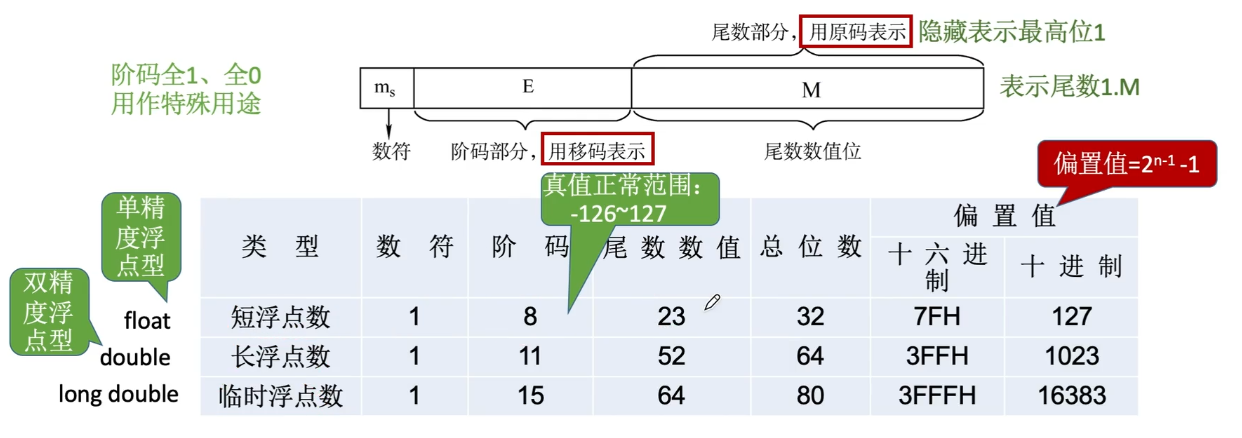 尾数部分，用原码表示 隐藏表示最高位1
阶码全1、全0
用作特殊用途
ms E M
表示尾数1.M
数符 阶码部分，用移码表示 尾数数值位
偏置值=2n-1 -1
真值正常范围：
-126~127
单精
度浮
点型
双精
度浮
点型
类 型 数 符 阶 码 尾 数 数 值 总 位 数 偏 置 值
十 六 进 制 十 进 制
float 短浮点数 1 8 23 32 7FH 127
double 长浮点数 1 11 52 64 3FFH 1023
long double 临时浮点数 1 15 64 80 3FFFH 16383